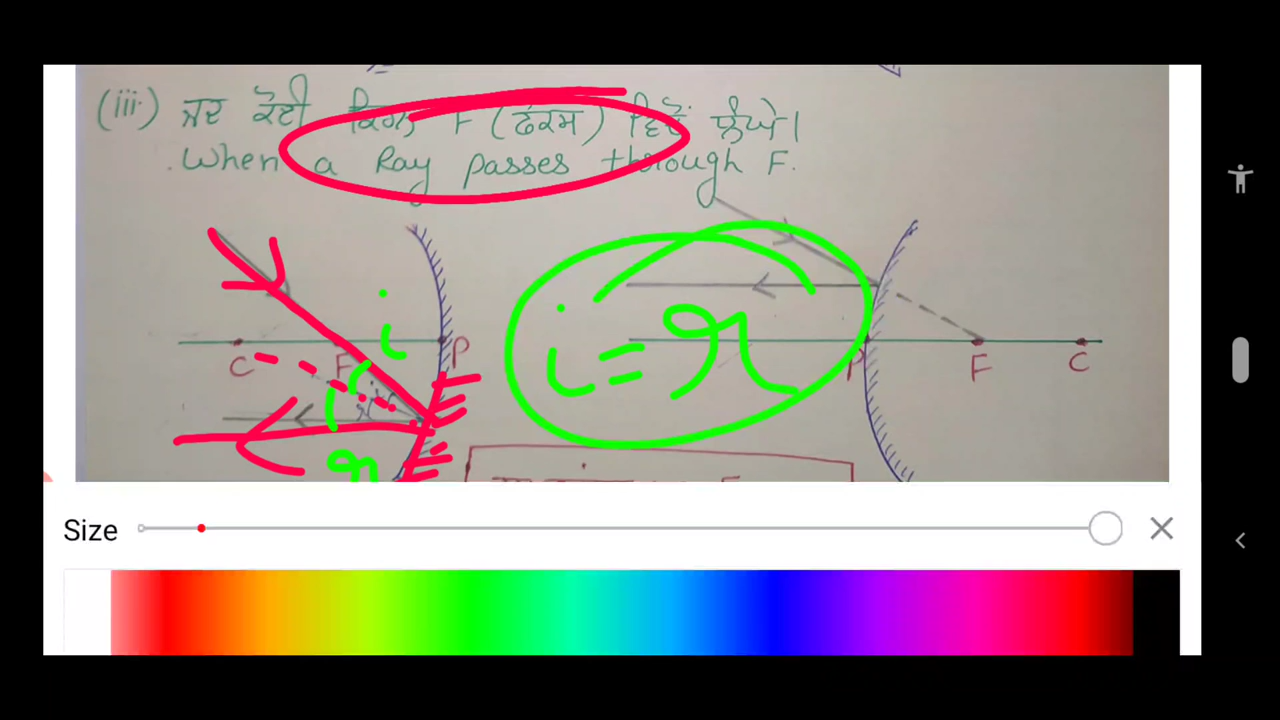 (iii) ਜਦ ਕੋਈ ਕਿਰਨ F (ਫੋਕਸ) ਵਿਚੋਂ ਲੰਘੇ।
When a Ray passes through F.
i
C F P
r
i = r
P F C
Size